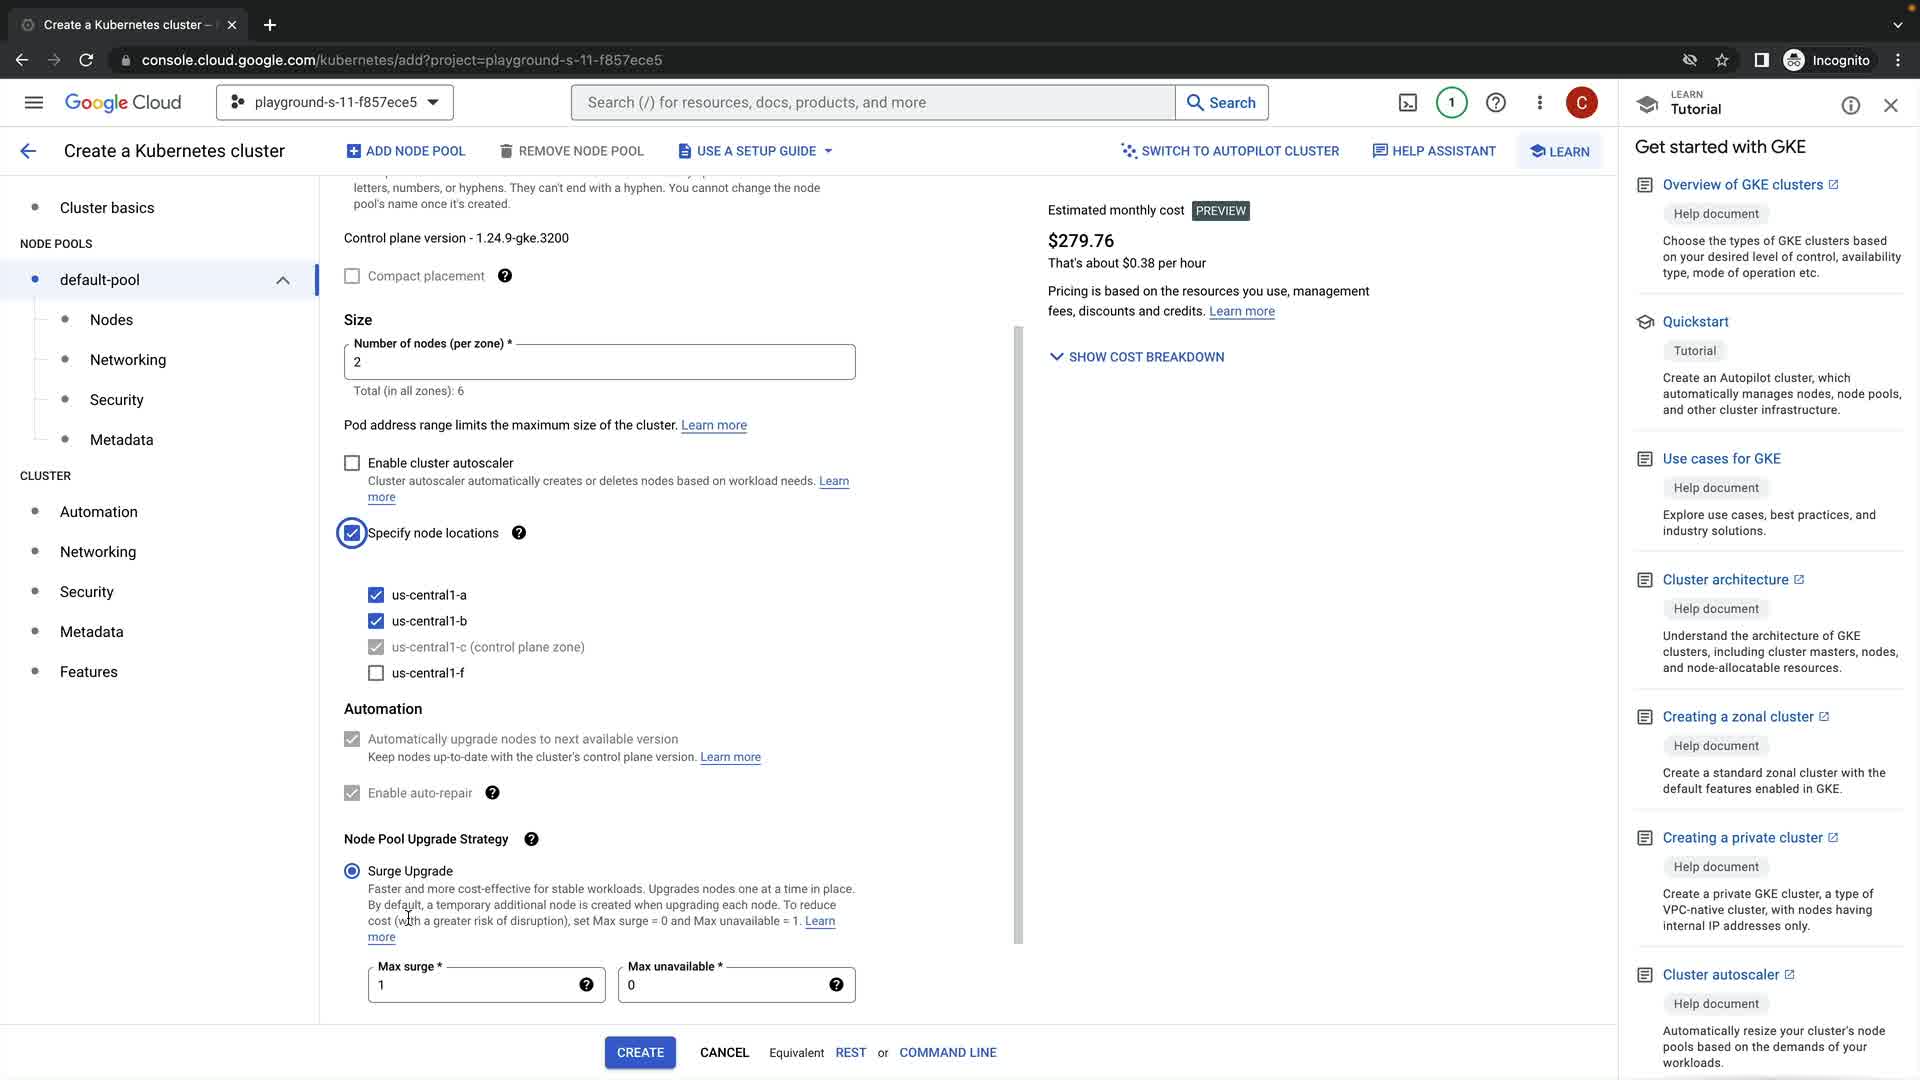 Create a Kubernetes cluster –
console.cloud.google.com/kubernetes/add?project=playground-s-11-f857ece5
Incognito
Google Cloud
playground-s-11-f857ece5
Search (/) for resources, docs, products, and more
Search
1
C
LEARN
Tutorial
Create a Kubernetes cluster
ADD NODE POOL
REMOVE NODE POOL
USE A SETUP GUIDE
SWITCH TO AUTOPILOT CLUSTER
HELP ASSISTANT
LEARN
Cluster basics
NODE POOLS
default-pool
Nodes
Networking
Security
Metadata
CLUSTER
Automation
Networking
Security
Metadata
Features
letters, numbers, or hyphens. They can't end with a hyphen. You cannot change the node
pool's name once it's created.
Control plane version - 1.24.9-gke.3200
Compact placement
Size
Number of nodes (per zone) *
2
Total (in all zones): 6
Pod address range limits the maximum size of the cluster. Learn more
Enable cluster autoscaler
Cluster autoscaler automatically creates or deletes nodes based on workload needs. Learn
more
Specify node locations
us-central1-a
us-central1-b
us-central1-c (control plane zone)
us-central1-f
Automation
Automatically upgrade nodes to next available version
Keep nodes up-to-date with the cluster's control plane version. Learn more
Enable auto-repair
Node Pool Upgrade Strategy
Surge Upgrade
Faster and more cost-effective for stable workloads. Upgrades nodes one at a time in place.
By default, a temporary additional node is created when upgrading each node. To reduce
cost (with a greater risk of disruption), set Max surge = 0 and Max unavailable = 1. Learn
more
Max surge *
1
Max unavailable *
0
CREATE
CANCEL
Equivalent REST or COMMAND LINE
Estimated monthly cost PREVIEW
$279.76
That's about $0.38 per hour
Pricing is based on the resources you use, management
fees, discounts and credits. Learn more
SHOW COST BREAKDOWN
Get started with GKE
Overview of GKE clusters
Help document
Choose the types of GKE clusters based
on your desired level of control, availability
type, mode of operation etc.
Quickstart
Tutorial
Create an Autopilot cluster, which
automatically manages nodes, node pools,
and other cluster infrastructure.
Use cases for GKE
Help document
Explore use cases, best practices, and
industry solutions.
Cluster architecture
Help document
Understand the architecture of GKE
clusters, including cluster masters, nodes,
and node-allocatable resources.
Creating a zonal cluster
Help document
Create a standard zonal cluster with the
default features enabled in GKE.
Creating a private cluster
Help document
Create a private GKE cluster, a type of
VPC-native cluster, with nodes having
internal IP addresses only.
Cluster autoscaler
Help document
Automatically resize your cluster's node
pools based on the demands of your
workloads.